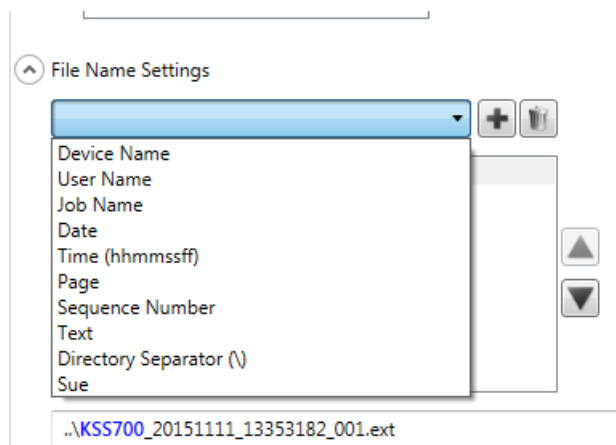 File Name Settings
Device Name
User Name
Job Name
Date
Time (hhmmssff)
Page
Sequence Number
Text
Directory Separator (\)
Sue
..\KSS700_20151111_13353182_001.ext